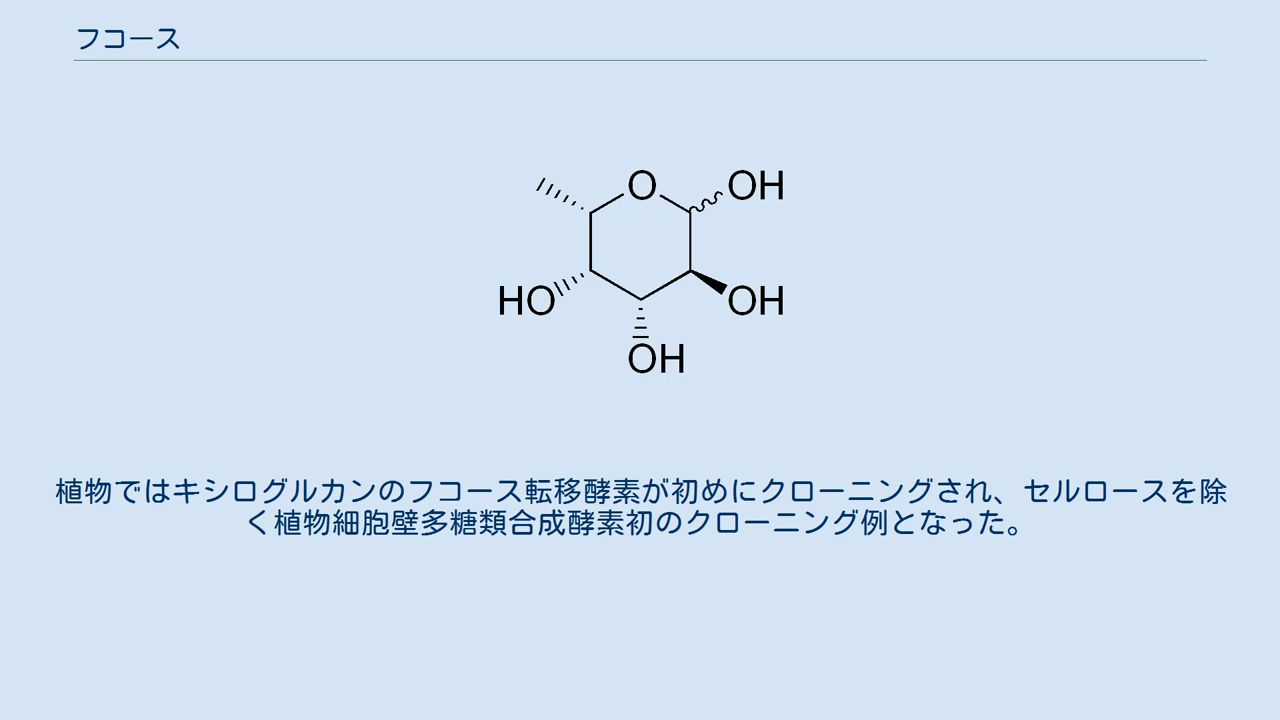 フコース
O
OH
HO
OH
OH
植物ではキシログルカンのフコース転移酵素が初めにクローニングされ、セルロースを除
く植物細胞壁多糖類合成酵素初のクローニング例となった。